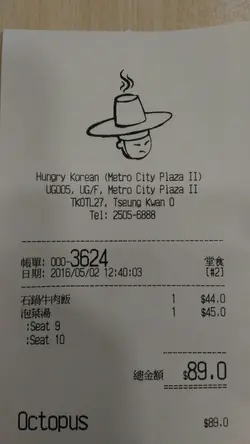 Hungry Korean (Metro City Plaza II)
UG005, UG/F, Metro City Plaza II
TKOTL27, Tseung Kwan O
Tel: 2505-6888
帳單: 000-3624 堂食
日期: 2016/05/02 12:40:03 [#2]
石鍋牛肉飯 1 $44.0
泡菜湯 1 $45.0
:Seat 9
:Seat 10
總金額 $89.0
Octopus $89.0